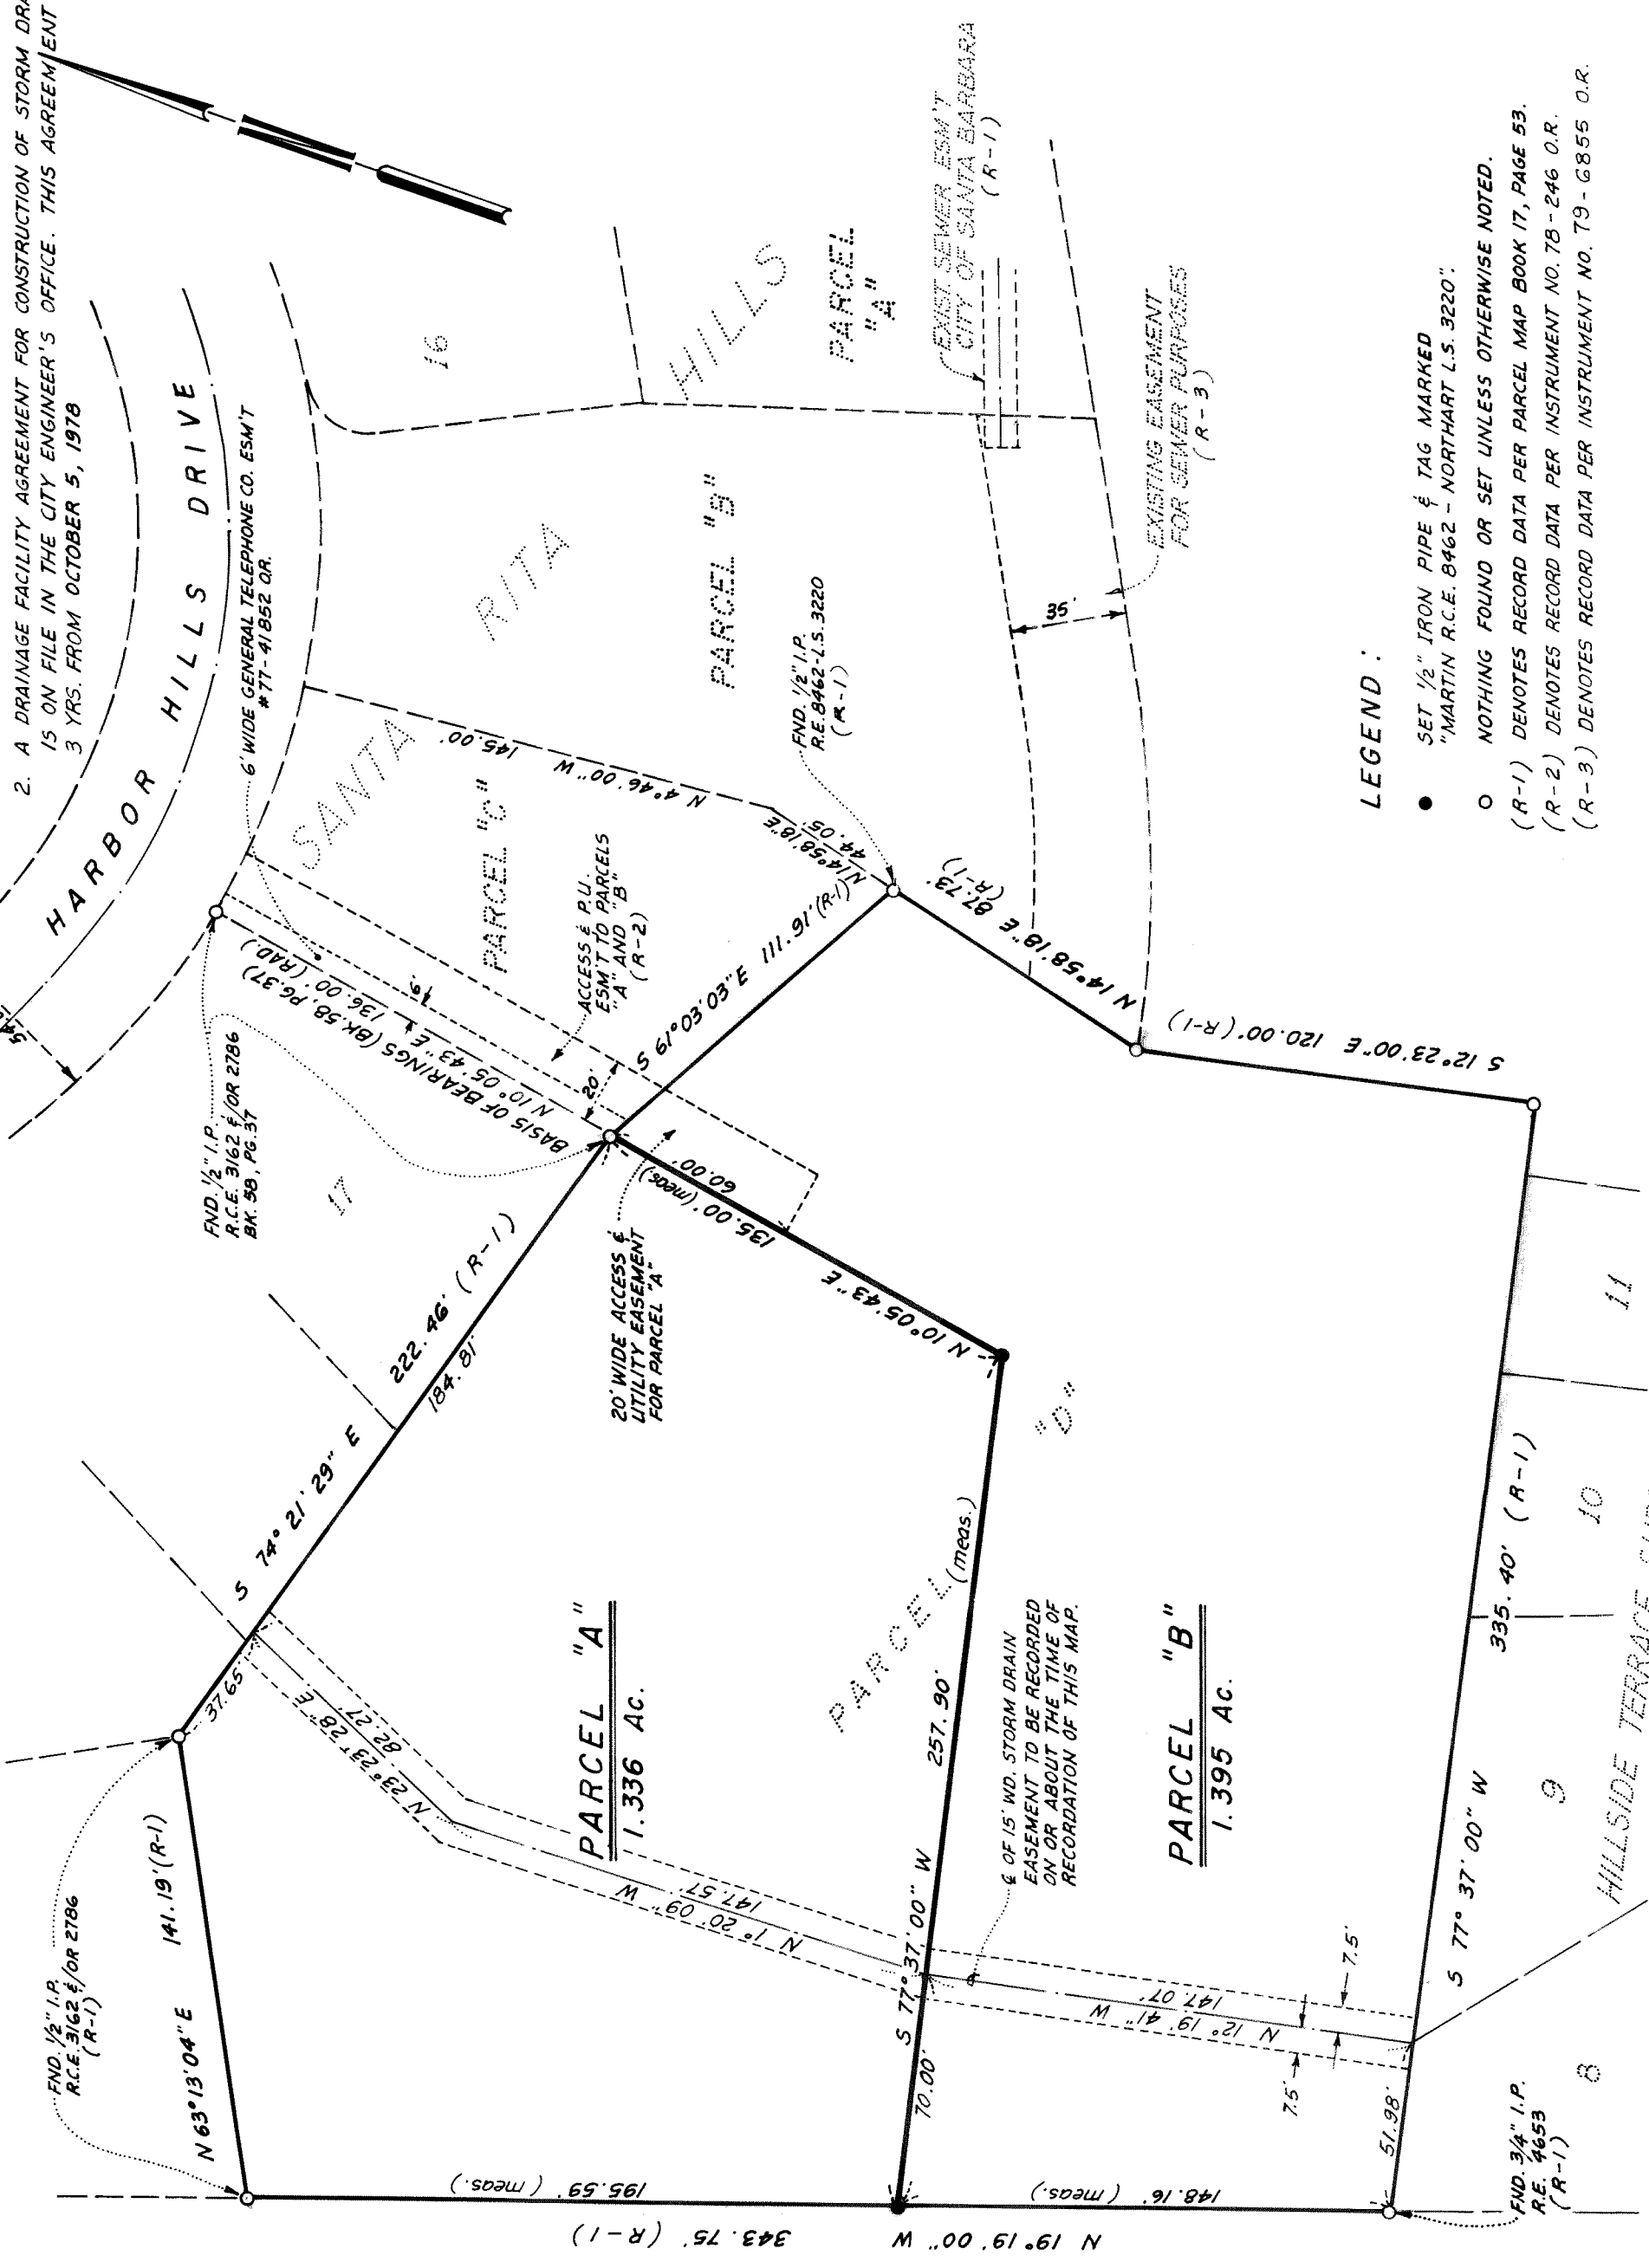 2. A DRAINAGE FACILITY AGREEMENT FOR CONSTRUCTION OF STORM
IS ON FILE IN THE CITY ENGINEER'S OFFICE. THIS AGREEMENT
3 YRS. FROM OCTOBER 5, 1978
HARBOR HILLS DRIVE
6' WIDE GENERAL TELEPHONE CO. ESM'T
#77-41852 O.R.
FND. 1/2" I.P.
R.C.E. 3162 &/OR 2786
BK. 58, PG. 37
17
16
SANTA RITA HILLS
PARCEL
"A"
PARCEL "B"
PARCEL "C"
EXIST SEWER ESM'T
CITY OF SANTA BARBARA
(R-1)
EXISTING EASEMENT
FOR SEWER PURPOSES
(R-3)
35'
BASIS OF BEARINGS (BK. 58, PG. 37)
N 10° 05' 43" E 136.00' (RAD.)
6'
ACCESS & P.U.
ESM'T TO PARCELS
"A" AND "B"
(R-2)
20'
N 4° 46' 00" W 145.00'
N 14° 58' 18" E
44.05'
FND. 1/2" I.P.
R.E. 8462-L.S. 3220
(R-1)
S 61° 03' 03" E 111.91' (R-1)
N 14° 58' 18" E 87.73'
(R-1)
S 12° 23' 00" E 120.00' (R-1)
FND. 1/2" I.P.
R.C.E. 3162 &/OR 2786
(R-1)
N 63° 13' 04" E 141.19' (R-1)
S 74° 21' 29" E 222.46' (R-1)
37.65'
184.81'
20' WIDE ACCESS &
UTILITY EASEMENT
FOR PARCEL "A"
60.00'
135.00' (meas)
N 10° 05' 43" E
N 23° 23' 28" E
82.27'
N 1° 20' 09" W
147.57'
PARCEL "A"
1.336 AC.
PARCEL "D"
S 77° 37' 00" W 257.90' (meas.)
70.00'
℄ OF 15' WD. STORM DRAIN
EASEMENT TO BE RECORDED
ON OR ABOUT THE TIME OF
RECORDATION OF THIS MAP.
PARCEL "B"
1.395 AC.
N 12° 19' 41" W
147.07'
7.5'
7.5'
195.59' (meas.)
148.16' (meas.)
N 19° 19' 00" W 343.75' (R-1)
51.98'
S 77° 37' 00" W 335.40' (R-1)
FND. 3/4" I.P.
R.E. 4653
(R-1)
8
9
10
11
HILLSIDE TERRACE
LEGEND :
● SET 1/2" IRON PIPE & TAG MARKED
"MARTIN R.C.E. 8462 - NORTHART L.S. 3220".
○ NOTHING FOUND OR SET UNLESS OTHERWISE NOTED.
(R-1) DENOTES RECORD DATA PER PARCEL MAP BOOK 17, PAGE 53.
(R-2) DENOTES RECORD DATA PER INSTRUMENT NO. 78-246 O.R.
(R-3) DENOTES RECORD DATA PER INSTRUMENT NO. 79-6855 O.R.